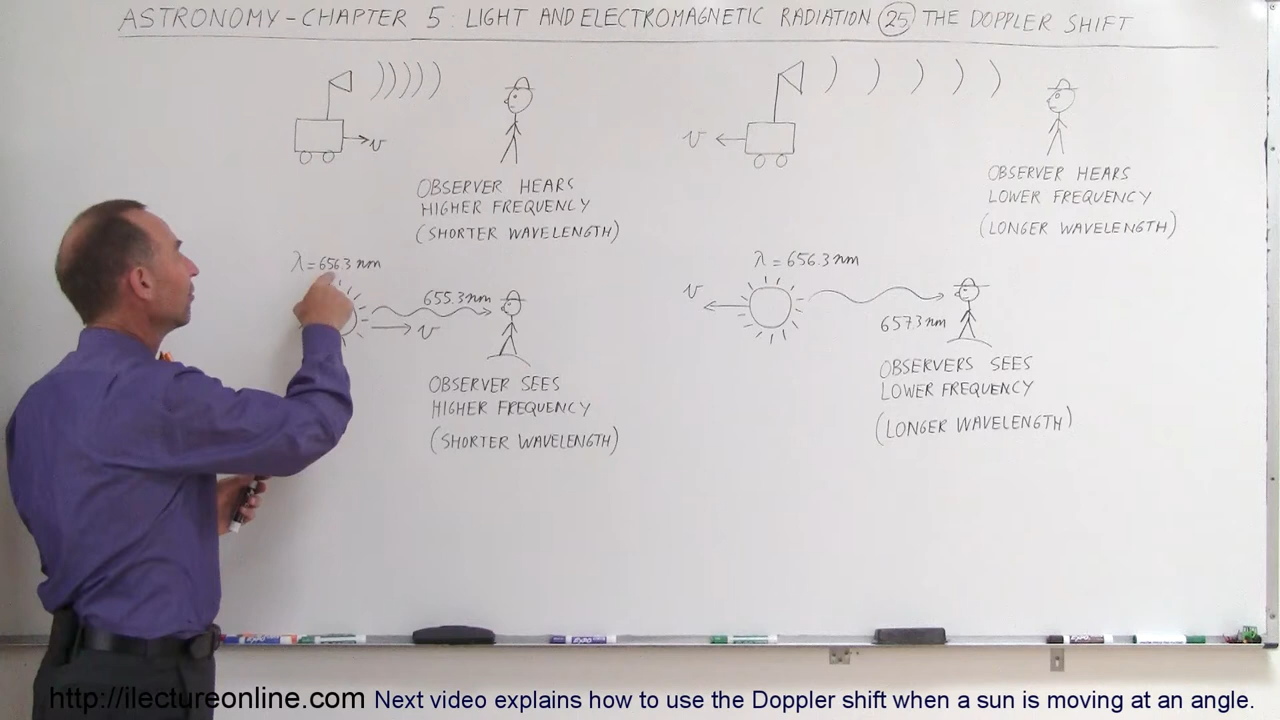 ASTRONOMY - CHAPTER 5: LIGHT AND ELECTROMAGNETIC RADIATION 25 THE DOPPLER SHIFT
v
OBSERVER HEARS
HIGHER FREQUENCY
(SHORTER WAVELENGTH)
v
OBSERVER HEARS
LOWER FREQUENCY
(LONGER WAVELENGTH)
λ = 656.3 nm
655.3 nm
v
OBSERVER SEES
HIGHER FREQUENCY
(SHORTER WAVELENGTH)
λ = 656.3 nm
v
657.3 nm
OBSERVERS SEES
LOWER FREQUENCY
(LONGER WAVELENGTH)
EXPO
EXPO
http://ilectureonline.com Next video explains how to use the Doppler shift when a sun is moving at an angle.